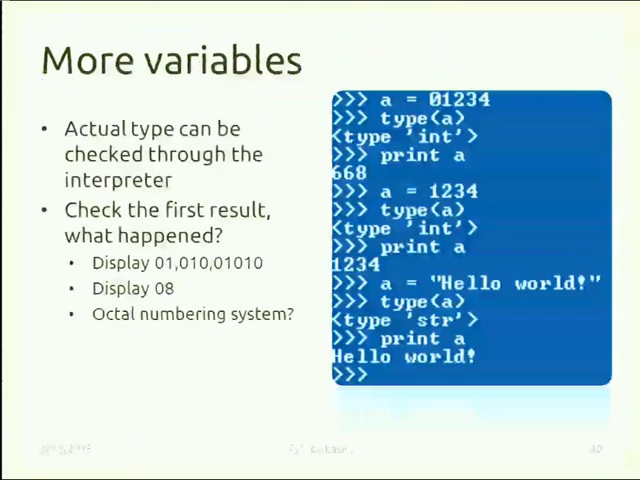 More variables
• Actual type can be
checked through the
interpreter
• Check the first result,
what happened?
• Display 01,010,01010
• Display 08
• Octal numbering system?
>>> a = 01234
>>> type(a)
<type 'int'>
>>> print a
668
>>> a = 1234
>>> type(a)
<type 'int'>
>>> print a
1234
>>> a = "Hello world!"
>>> type(a)
<type 'str'>
>>> print a
Hello world!
>>>
40